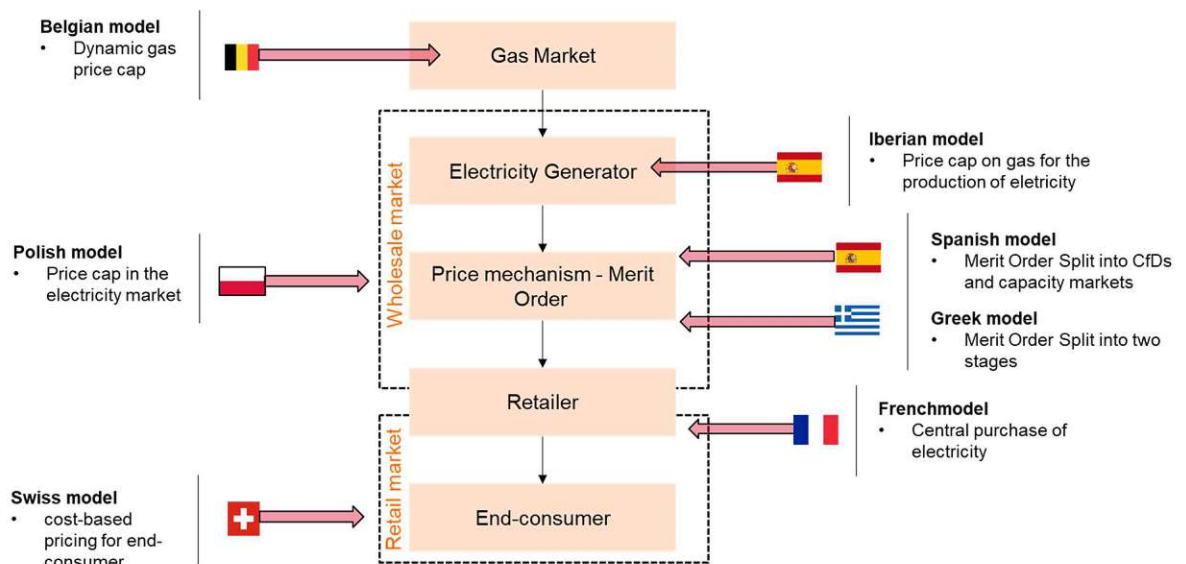 Belgian model
• Dynamic gas
price cap
Gas Market
Iberian model
• Price cap on gas for the
production of eletricity
Wholesale market
Electricity Generator
Polish model
• Price cap in the
electricity market
Price mechanism - Merit
Order
Spanish model
• Merit Order Split into CfDs
and capacity markets
Greek model
• Merit Order Split into two
stages
Retailer
Frenchmodel
• Central purchase of
electricity
Retail market
Swiss model
• cost-based
pricing for end-
consumer
End-consumer